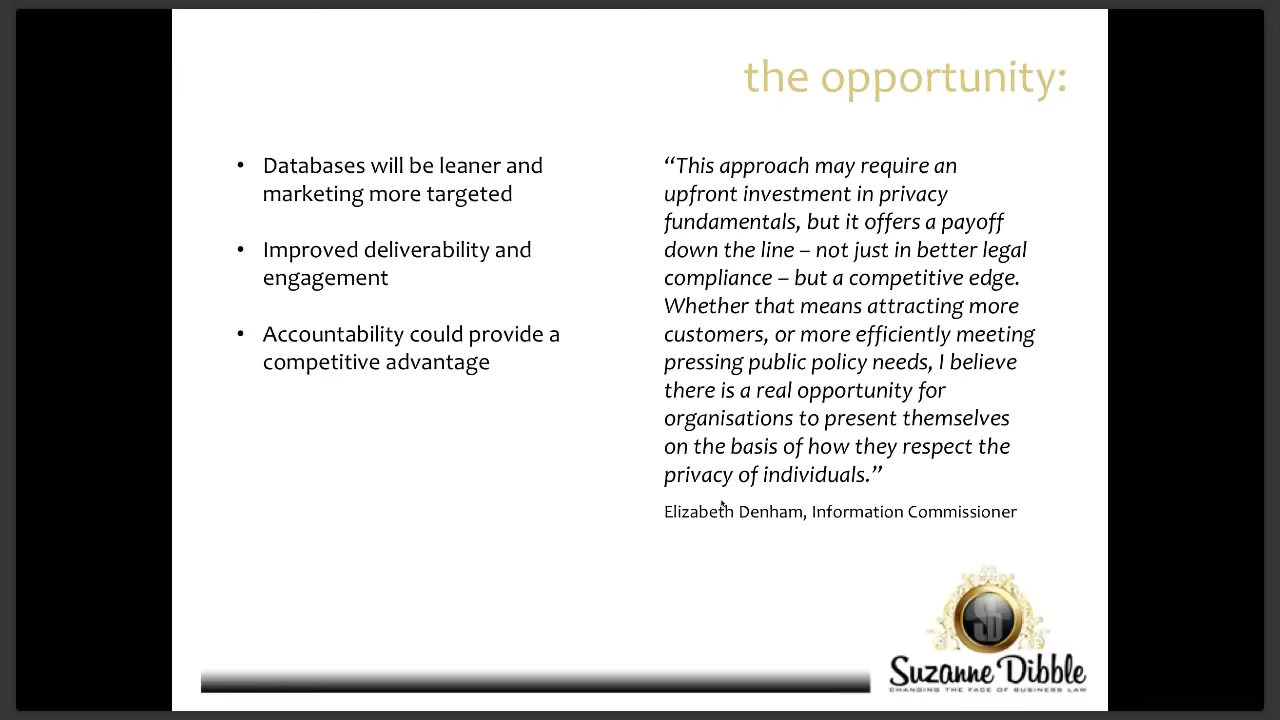 the opportunity:
• Databases will be leaner and
marketing more targeted
• Improved deliverability and
engagement
• Accountability could provide a
competitive advantage
“This approach may require an
upfront investment in privacy
fundamentals, but it offers a payoff
down the line – not just in better legal
compliance – but a competitive edge.
Whether that means attracting more
customers, or more efficiently meeting
pressing public policy needs, I believe
there is a real opportunity for
organisations to present themselves
on the basis of how they respect the
privacy of individuals.”
Elizabeth Denham, Information Commissioner
SD
Suzanne Dibble
CHANGING THE FACE OF BUSINESS LAW